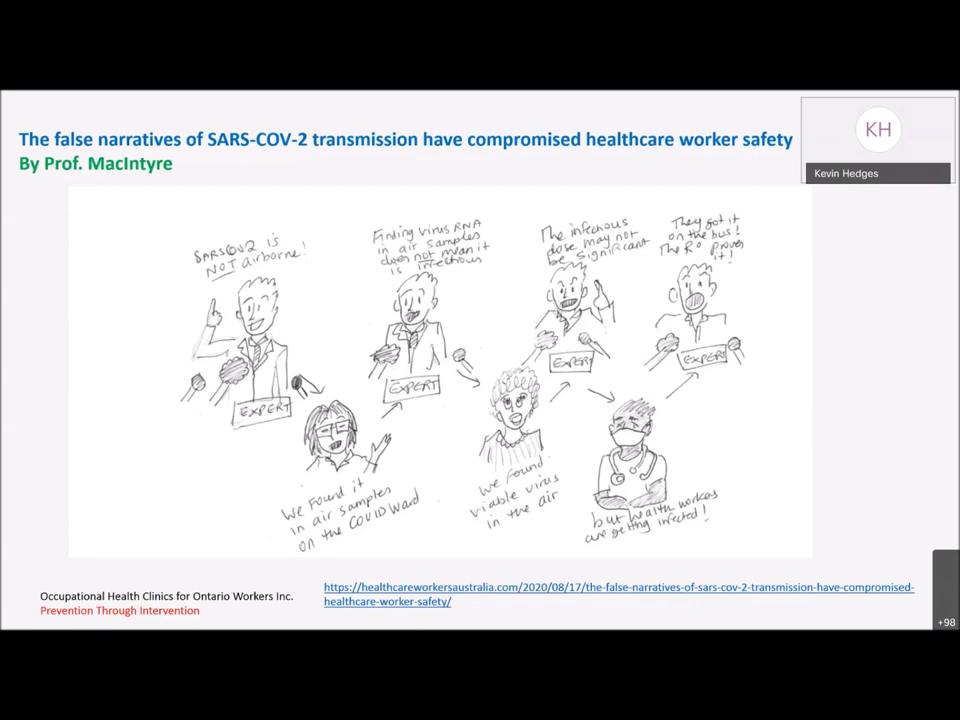 The false narratives of SARS-COV-2 transmission have compromised healthcare worker safety
By Prof. MacIntyre
KH
Kevin Hedges
SARSCoV2 is
NOT airborne!
EXPERT
We found it
in air samples
on the COVID ward
Finding virus RNA
in air samples
does not mean it
is infectious
EXPERT
We found
viable virus
in the air
The infectious
dose may not
be significant
EXPERT
but health workers
are getting infected!
They got it
on the bus!
The R° proves
it!
EXPERT
Occupational Health Clinics for Ontario Workers Inc.
Prevention Through Intervention
https://healthcareworkersaustralia.com/2020/08/17/the-false-narratives-of-sars-cov-2-transmission-have-compromised-
healthcare-worker-safety/
+98